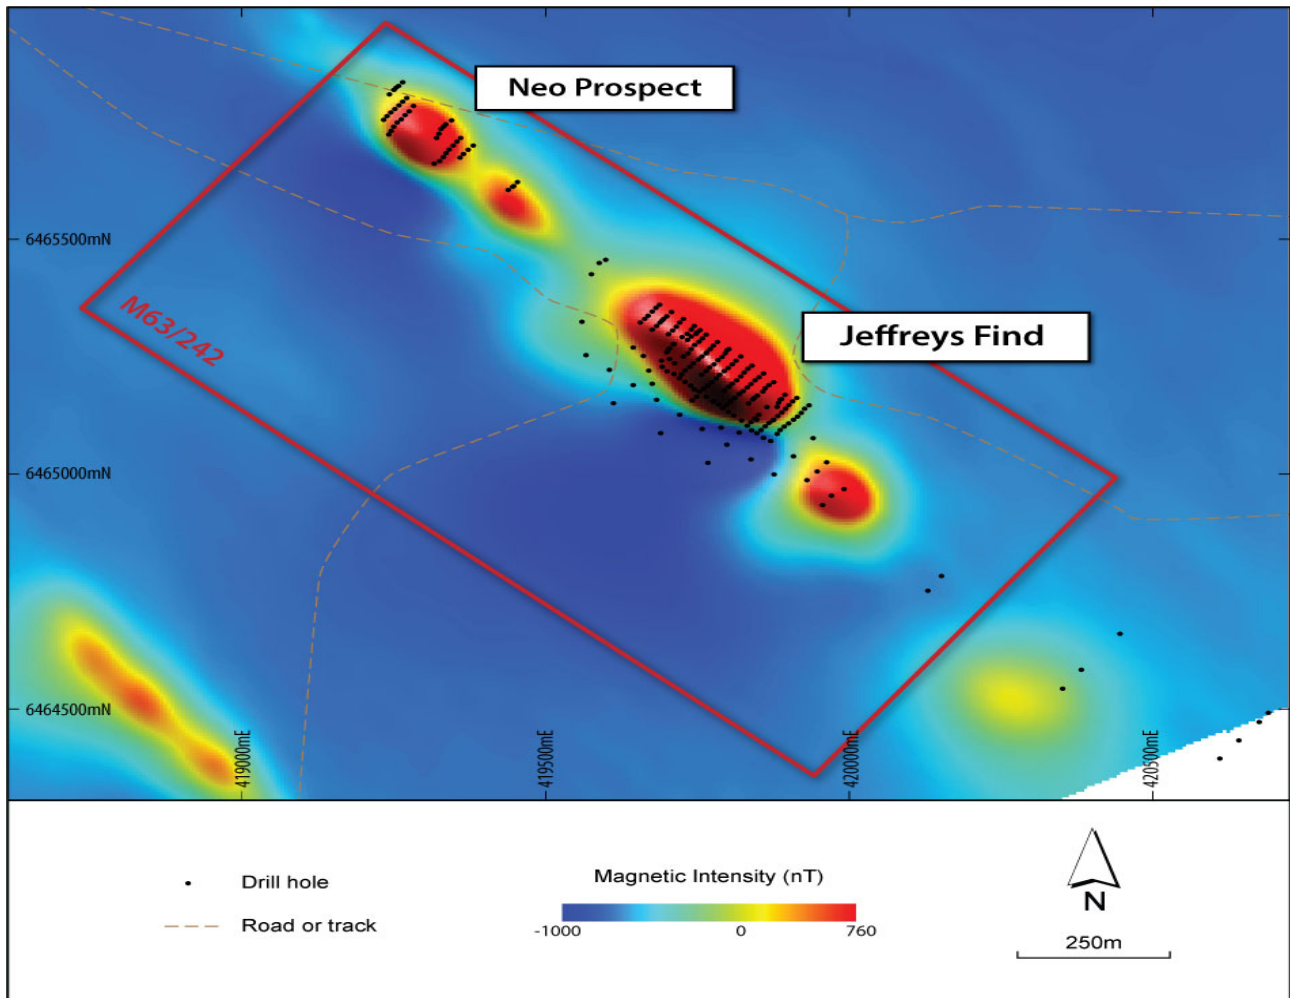 Neo Prospect
6465500mN
M63/242
Jeffreys Find
6465000mN
6464500mN
419000mE
419500mE
420000mE
420500mE
Drill hole
Road or track
Magnetic Intensity (nT)
-1000
0
760
N
250m